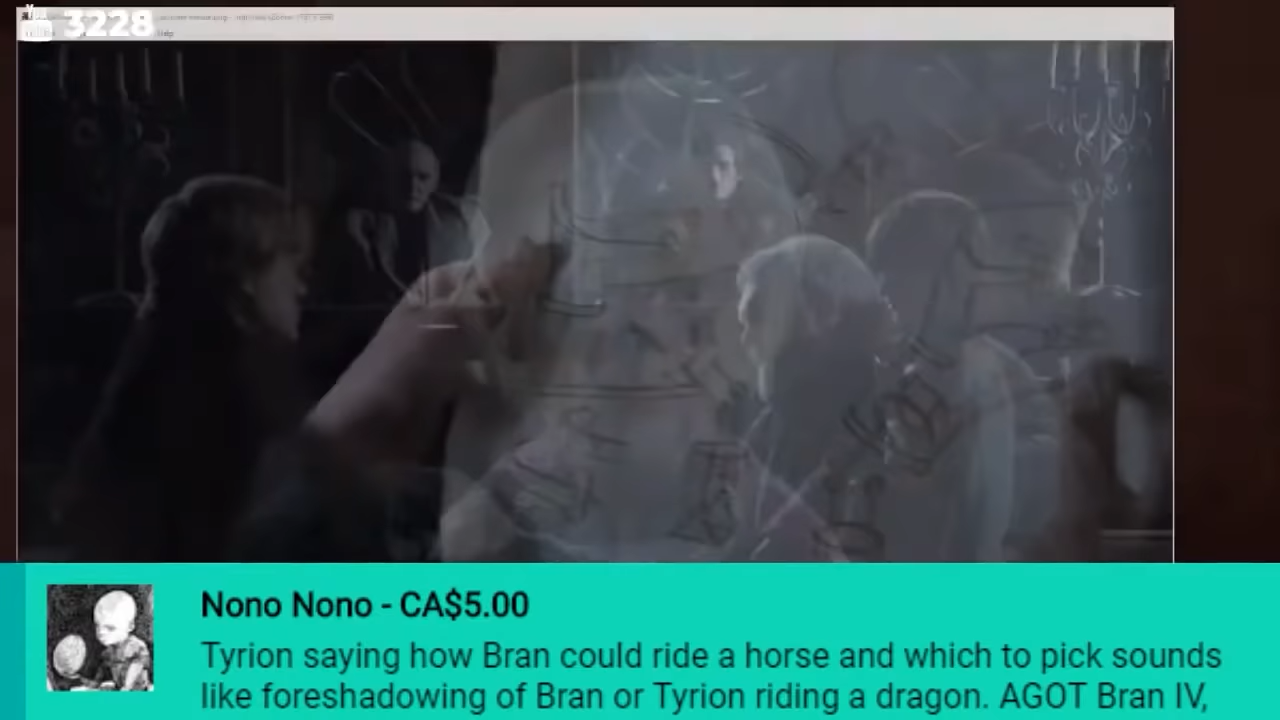 3228
Help
Nono Nono - CA$5.00
Tyrion saying how Bran could ride a horse and which to pick sounds
like foreshadowing of Bran or Tyrion riding a dragon. AGOT Bran IV,